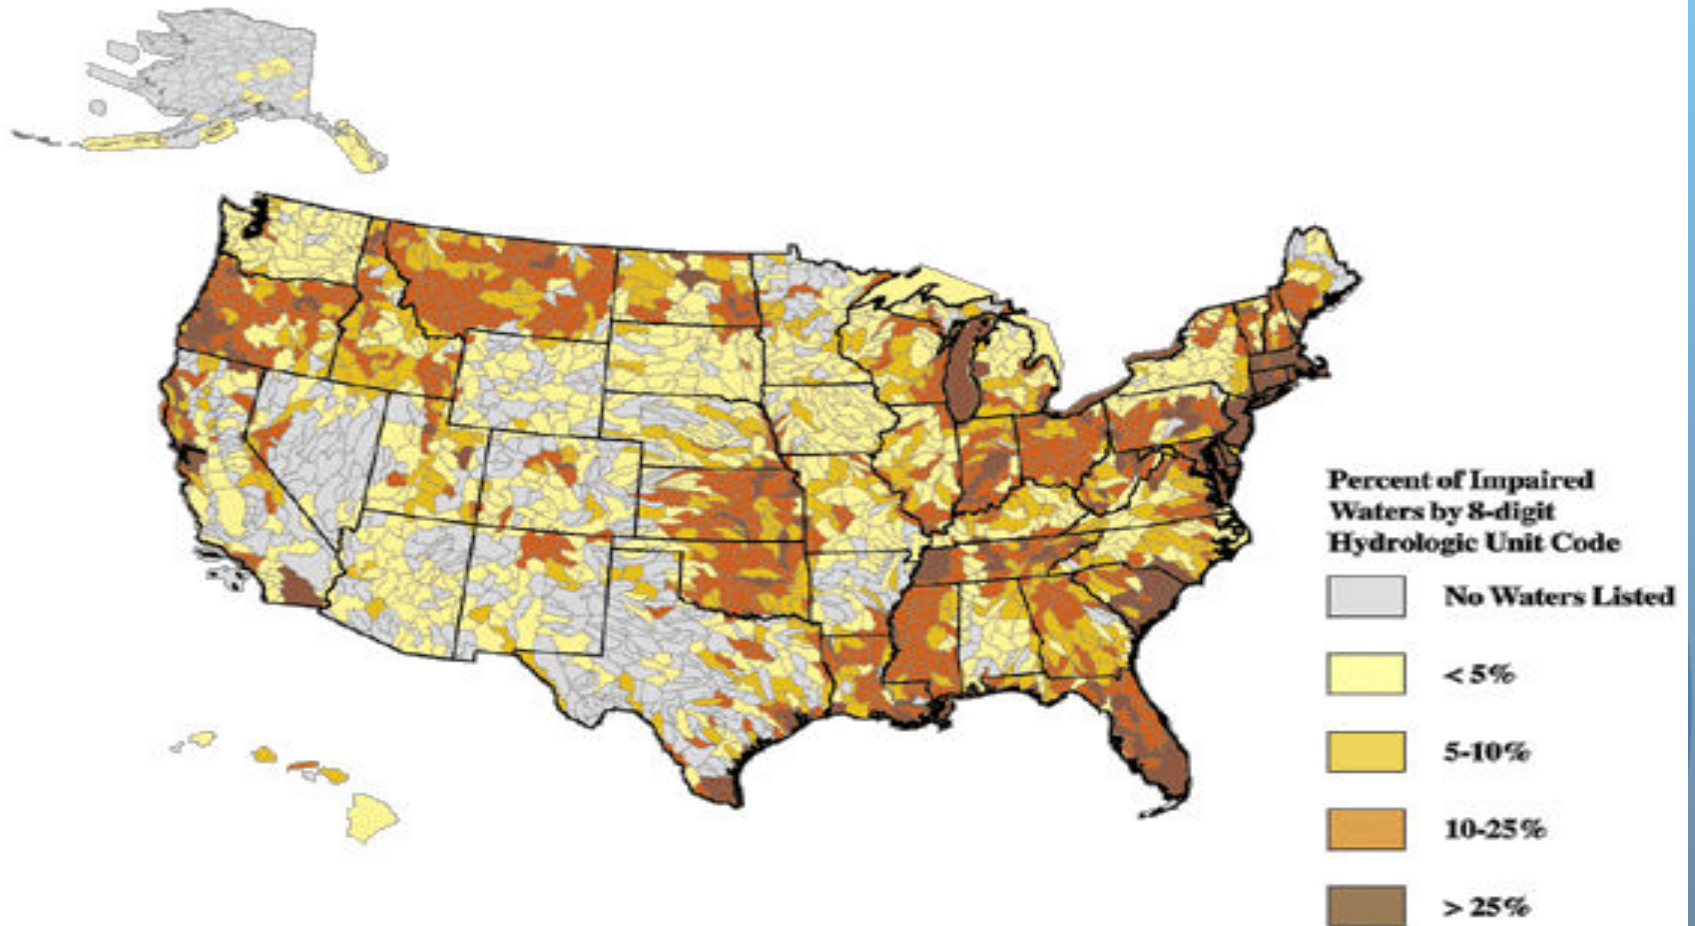 Percent of Impaired
Waters by 8-digit
Hydrologic Unit Code
No Waters Listed
< 5%
5-10%
10-25%
> 25%